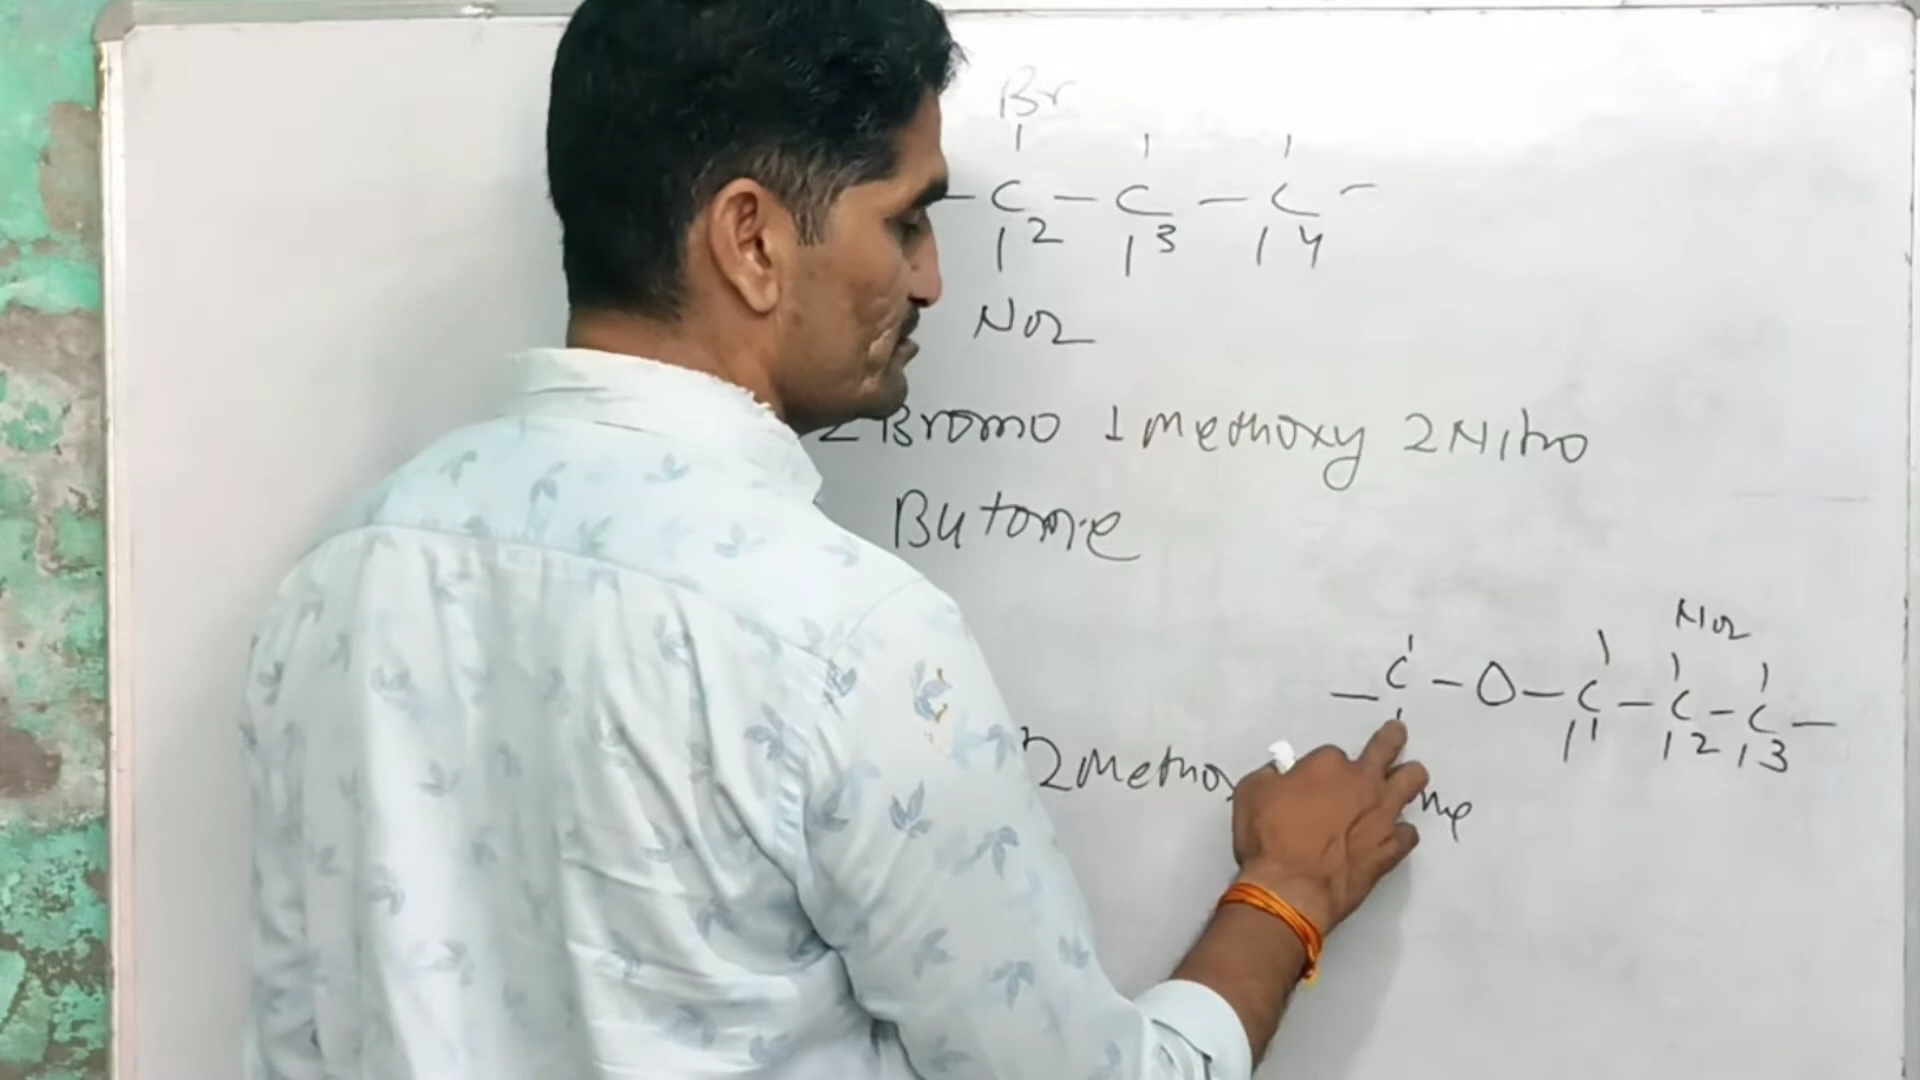 Br
- C - C - C -
2 3 4
NO2
2 Bromo 1 methoxy 2 Nitro
Butane
NO2
- C - O - C - C - C -
1 2 3
2 Metho